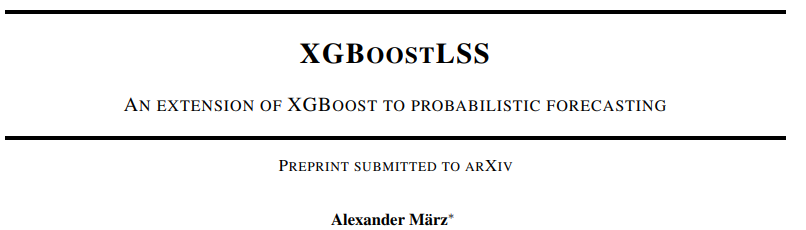 XGBOOSTLSS
AN EXTENSION OF XGBOOST TO PROBABILISTIC FORECASTING
PREPRINT SUBMITTED TO ARXIV
Alexander März*